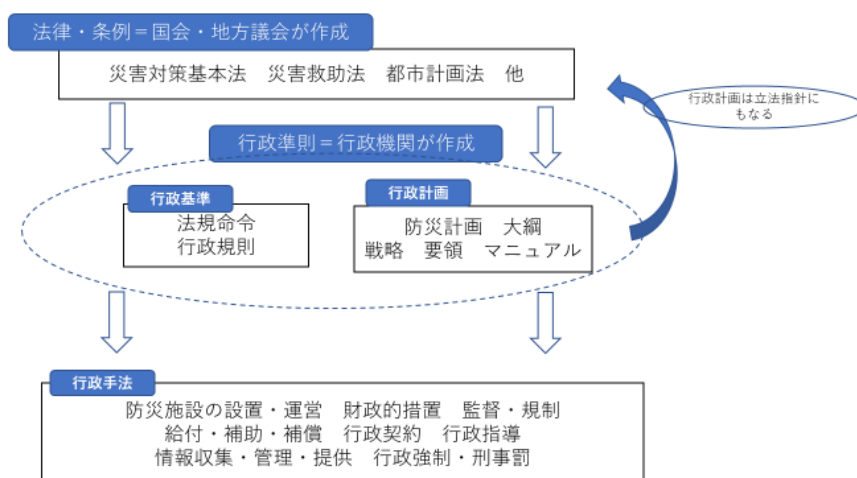 法律・条例＝国会・地方議会が作成
災害対策基本法　災害救助法　都市計画法　他
行政計画は立法指針に
もなる
行政準則＝行政機関が作成
行政基準
法規命令
行政規則
行政計画
防災計画　大綱
戦略　要領　マニュアル
行政手法
防災施設の設置・運営　財政的措置　監督・規制
給付・補助・補償　行政契約　行政指導
情報収集・管理・提供　行政強制・刑事罰